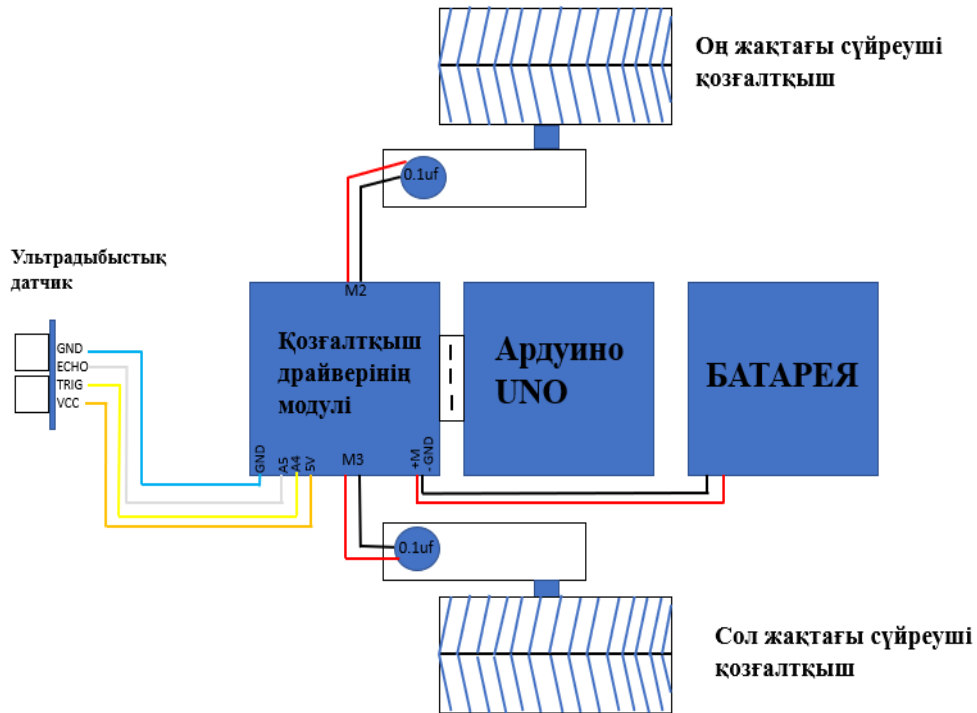 Оң жақтағы сүйреуші
қозғалтқыш
0.1uf
Ультрадыбыстық
датчик
GND
ECHO
TRIG
VCC
M2
Қозғалтқыш
драйверінің
модулі
GND
A5
A4
5V
M3
+M
- GND
Ардуино
UNO
БАТАРЕЯ
0.1uf
Сол жақтағы сүйреуші
қозғалтқыш